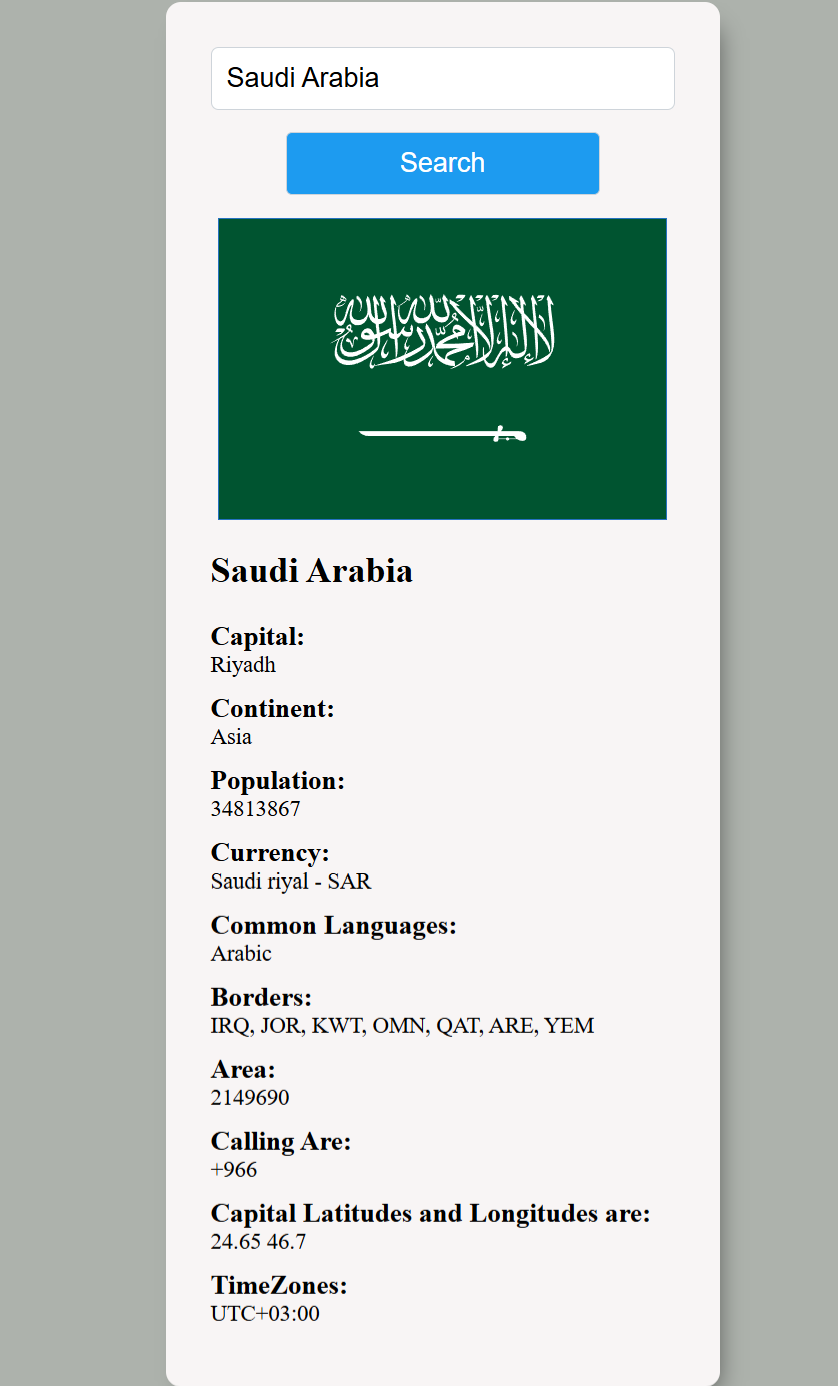 Saudi Arabia
Search
لا إله إلا الله محمد رسول الله
Saudi Arabia
Capital:
Riyadh
Continent:
Asia
Population:
34813867
Currency:
Saudi riyal - SAR
Common Languages:
Arabic
Borders:
IRQ, JOR, KWT, OMN, QAT, ARE, YEM
Area:
2149690
Calling Are:
+966
Capital Latitudes and Longitudes are:
24.65 46.7
TimeZones:
UTC+03:00